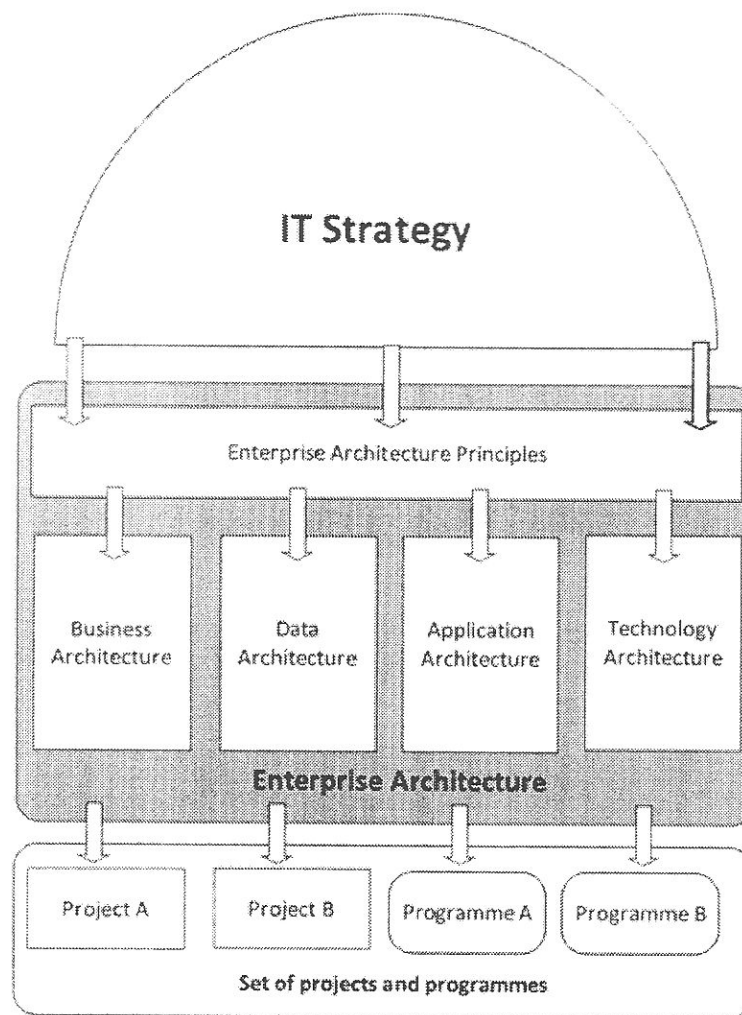 IT Strategy
Enterprise Architecture Principles
Business
Architecture
Data
Architecture
Application
Architecture
Technology
Architecture
Enterprise Architecture
Project A
Project B
Programme A
Programme B
Set of projects and programmes